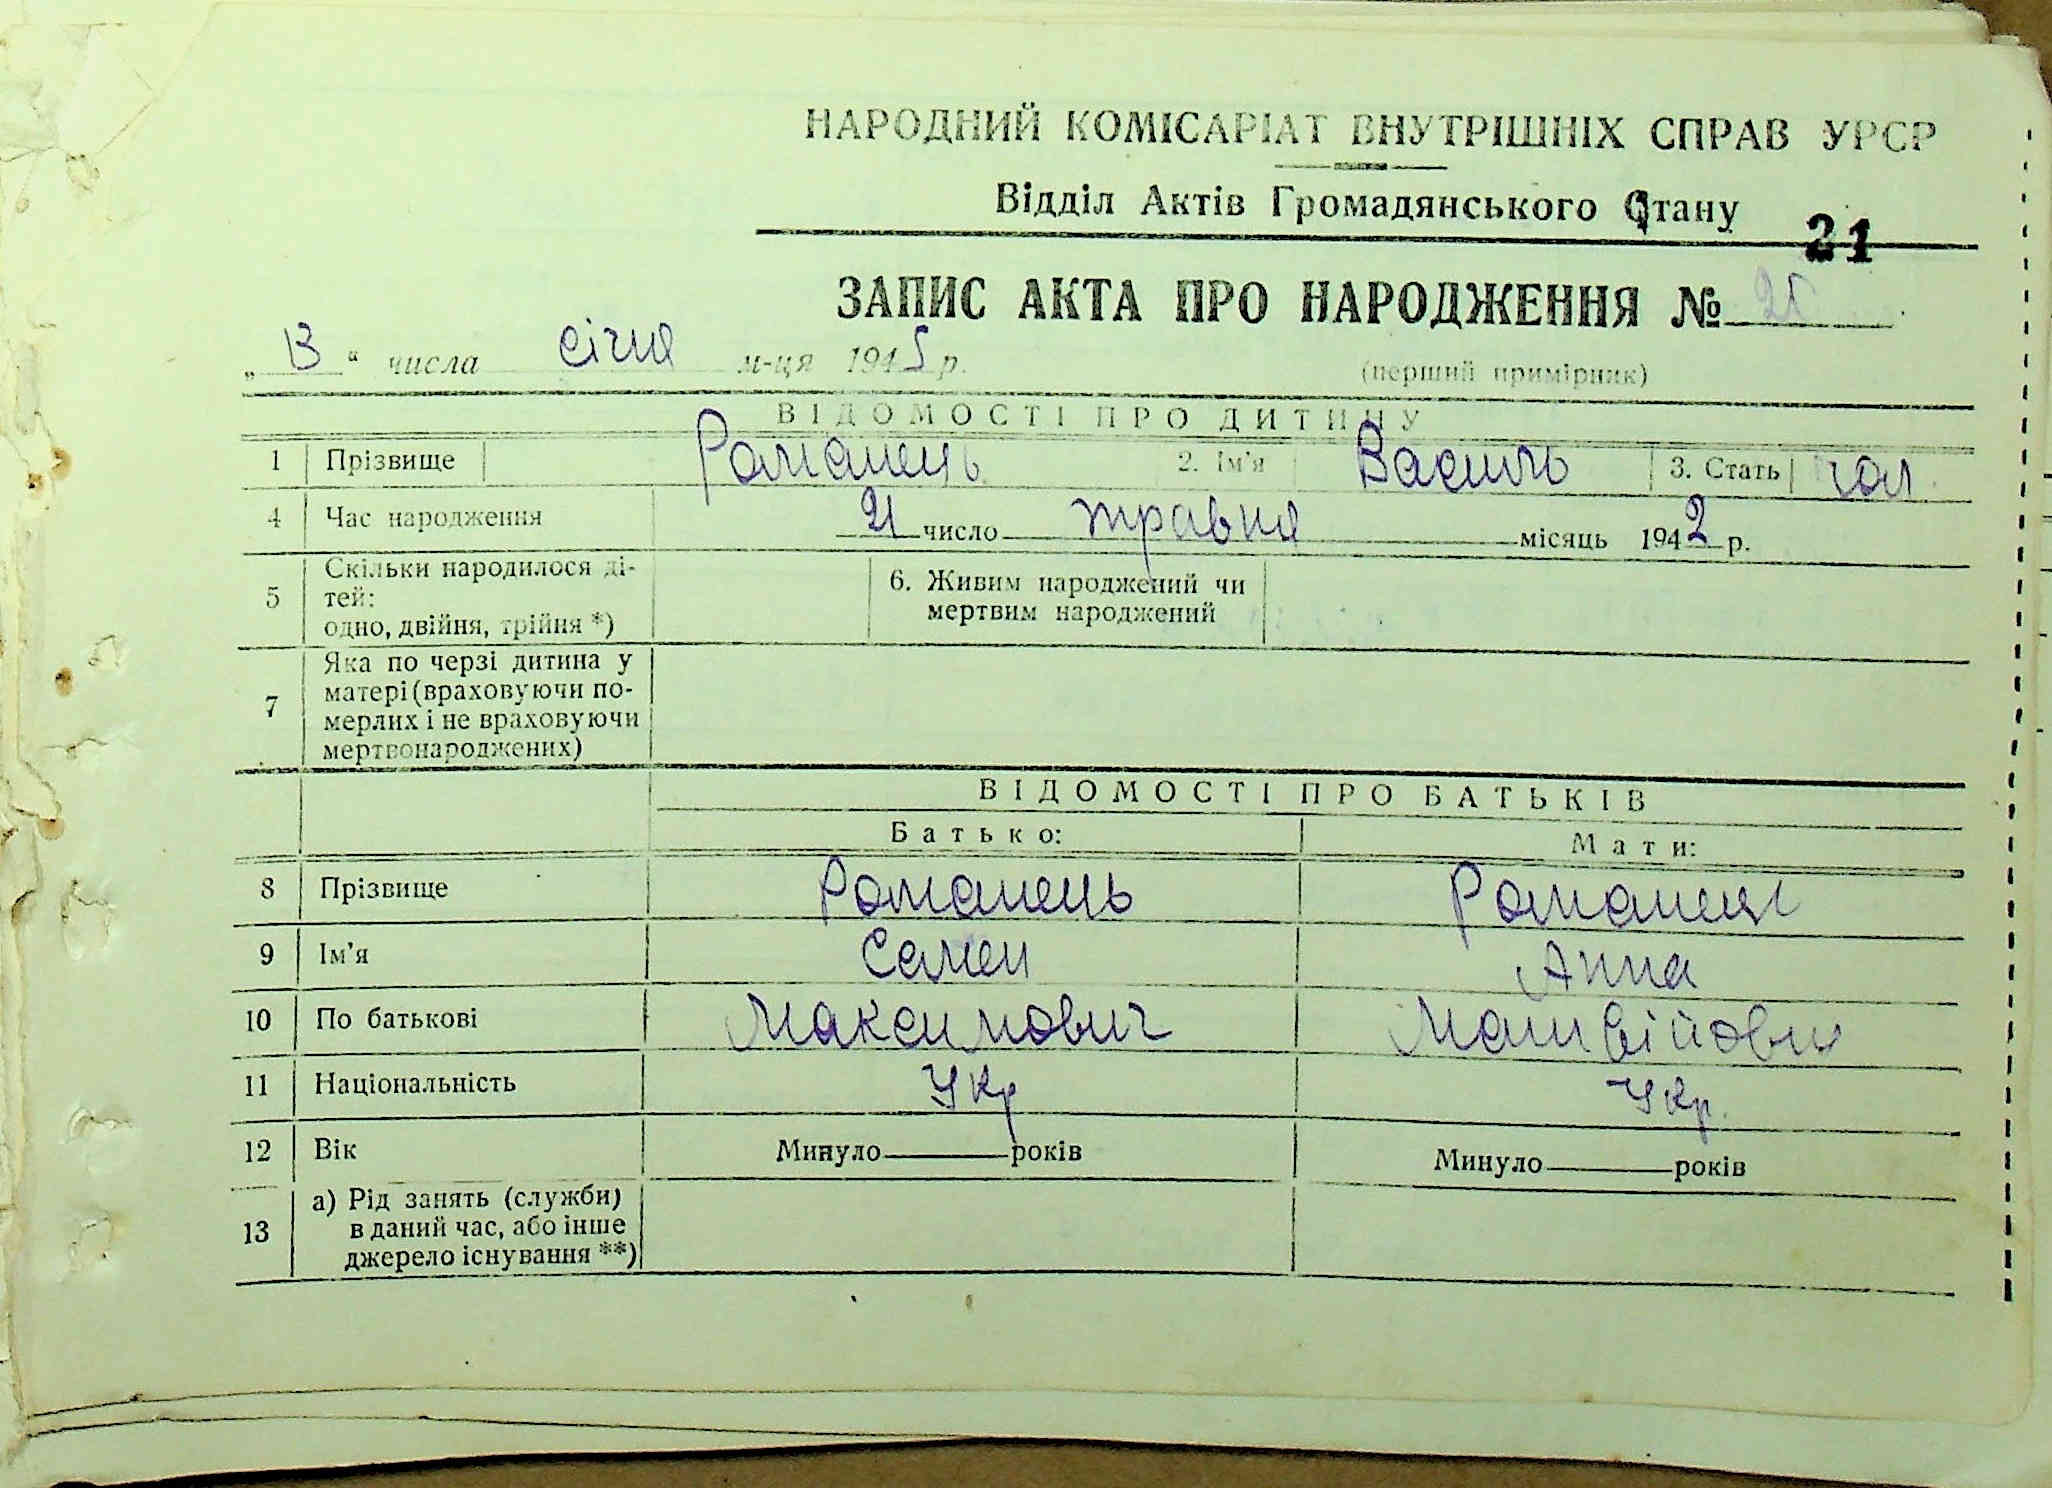 НАРОДНИЙ КОМІСАРІАТ ВНУТРІШНІХ СПРАВ УРСР
Відділ Актів Громадянського Стану
21
ЗАПИС АКТА ПРО НАРОДЖЕННЯ №
„13“ числа січня м-ця 1945 р.
(перший примірник)
ВІДОМОСТІ ПРО ДИТИНУ
1 Прізвище Романець 2. Ім'я Василь 3. Стать чол.
4 Час народження 21 число травня місяць 1942 р.
5 Скільки народилося ді-
тей:
одно, двійня, трійня *)
6. Живим народжений чи
мертвим народжений
7 Яка по черзі дитина у
матері (враховуючи по-
мерлих і не враховуючи
мертвонароджених)
ВІДОМОСТІ ПРО БАТЬКІВ
Батько: Мати:
8 Прізвище Романець Романець
9 Ім'я Семен Анна
10 По батькові Максимович
11 Національність Укр Укр.
12 Вік Минуло років Минуло років
13 а) Рід занять (служби)
в даний час, або інше
джерело існування **)